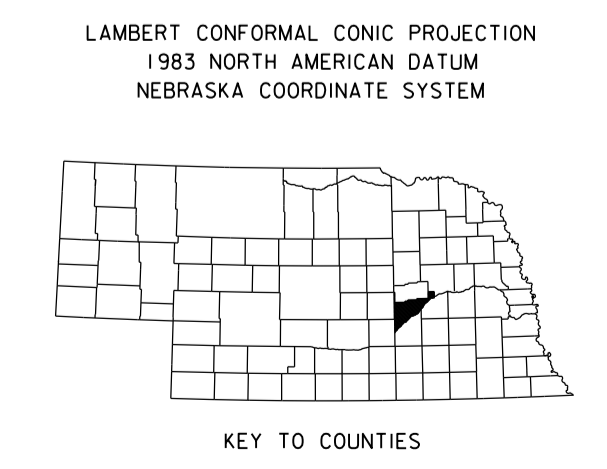 LAMBERT CONFORMAL CONIC PROJECTION
1983 NORTH AMERICAN DATUM
NEBRASKA COORDINATE SYSTEM
KEY TO COUNTIES